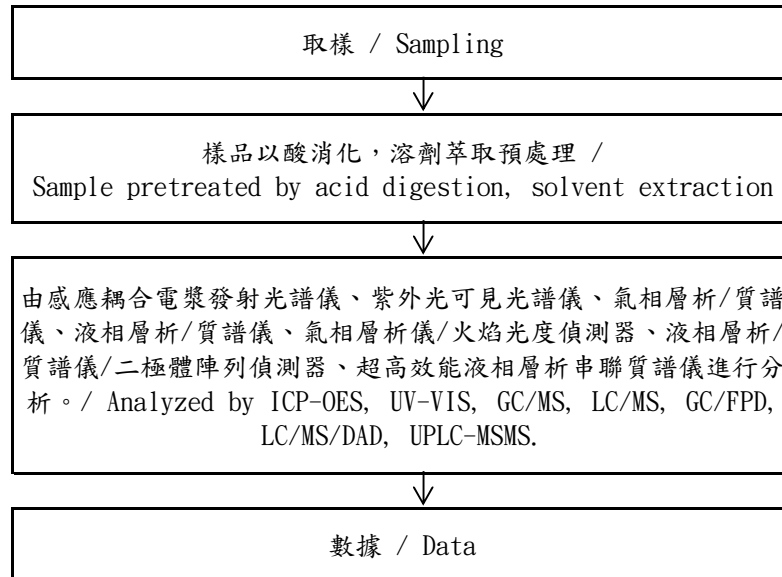 取樣 / Sampling
樣品以酸消化，溶劑萃取預處理 /
Sample pretreated by acid digestion, solvent extraction
由感應耦合電漿發射光譜儀、紫外光可見光譜儀、氣相層析/質譜
儀、液相層析/質譜儀、氣相層析儀/火焰光度偵測器、液相層析/
質譜儀/二極體陣列偵測器、超高效能液相層析串聯質譜儀進行分
析。/ Analyzed by ICP-OES, UV-VIS, GC/MS, LC/MS, GC/FPD,
LC/MS/DAD, UPLC-MSMS.
數據 / Data